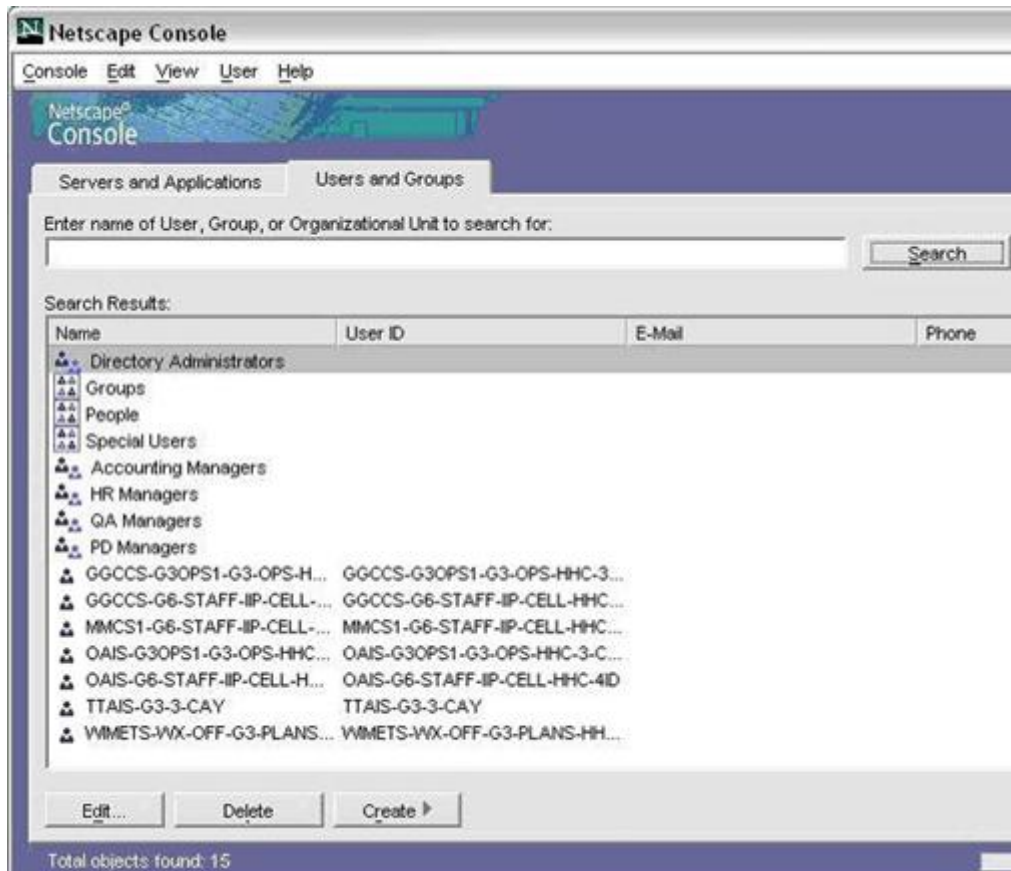 Netscape Console
Console Edit View User Help
Netscape®
Console
Servers and Applications Users and Groups
Enter name of User, Group, or Organizational Unit to search for:
Search
Search Results:
Name User ID E-Mail Phone
Directory Administrators
Groups
People
Special Users
Accounting Managers
HR Managers
QA Managers
PD Managers
GGCCS-G3OPS1-G3-OPS-H... GGCCS-G3OPS1-G3-OPS-HHC-3...
GGCCS-G6-STAFF-IIP-CELL-... GGCCS-G6-STAFF-IIP-CELL-HHC...
MMCS1-G6-STAFF-IIP-CELL-... MMCS1-G6-STAFF-IIP-CELL-HHC...
OAIS-G3OPS1-G3-OPS-HHC... OAIS-G3OPS1-G3-OPS-HHC-3-C...
OAIS-G6-STAFF-IIP-CELL-H... OAIS-G6-STAFF-IIP-CELL-HHC-4ID
TTAIS-G3-3-CAY TTAIS-G3-3-CAY
WIMETS-WX-OFF-G3-PLANS... WIMETS-WX-OFF-G3-PLANS-HH...
Edit... Delete Create
Total objects found: 15